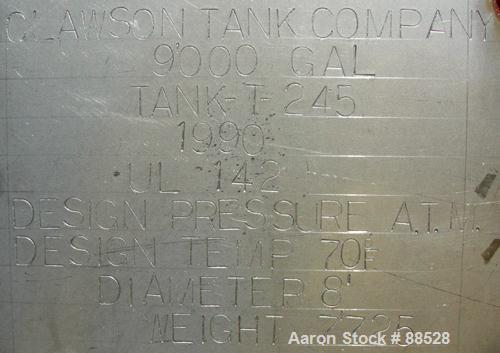 CLAWSON TANK COMPANY
9000 GAL
TANK-T-245
1990
UL 142
DESIGN PRESSURE A.T.M.
DESIGN TEMP 70F
DIAMETER 8'
WEIGHT 7725
Aaron Stock # 88528